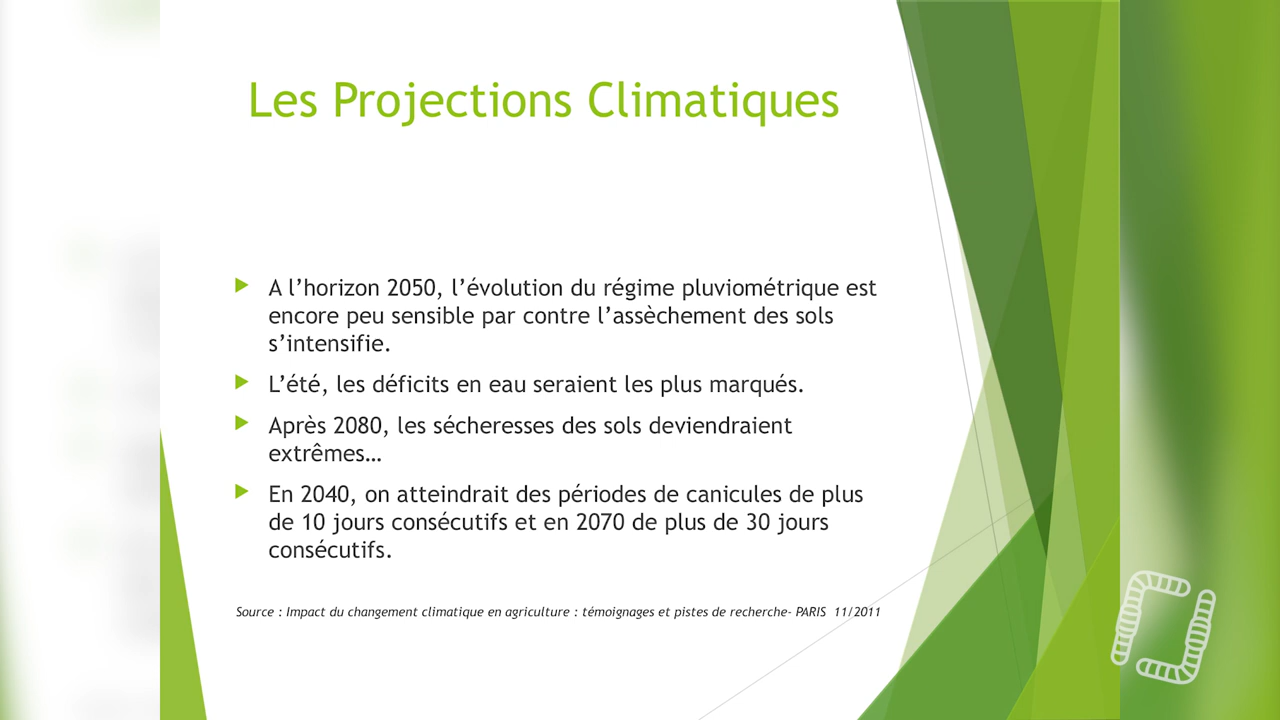 Les Projections Climatiques
A l’horizon 2050, l’évolution du régime pluviométrique est
encore peu sensible par contre l’assèchement des sols
s’intensifie.
L’été, les déficits en eau seraient les plus marqués.
Après 2080, les sécheresses des sols deviendraient
extrêmes…
En 2040, on atteindrait des périodes de canicules de plus
de 10 jours consécutifs et en 2070 de plus de 30 jours
consécutifs.
Source : Impact du changement climatique en agriculture : témoignages et pistes de recherche- PARIS 11/2011